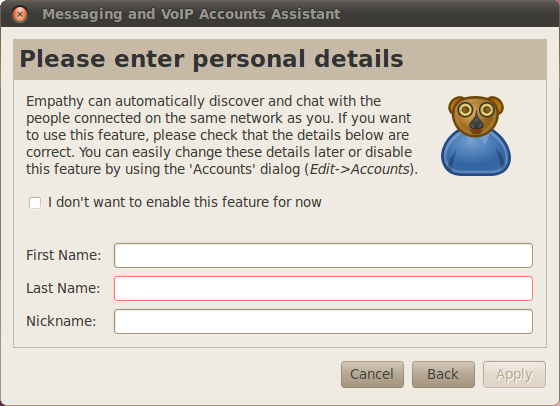 Messaging and VoIP Accounts Assistant
Please enter personal details
Empathy can automatically discover and chat with the
people connected on the same network as you. If you want
to use this feature, please check that the details below are
correct. You can easily change these details later or disable
this feature by using the 'Accounts' dialog (Edit->Accounts).
I don't want to enable this feature for now
First Name:
Last Name:
Nickname:
Cancel Back Apply